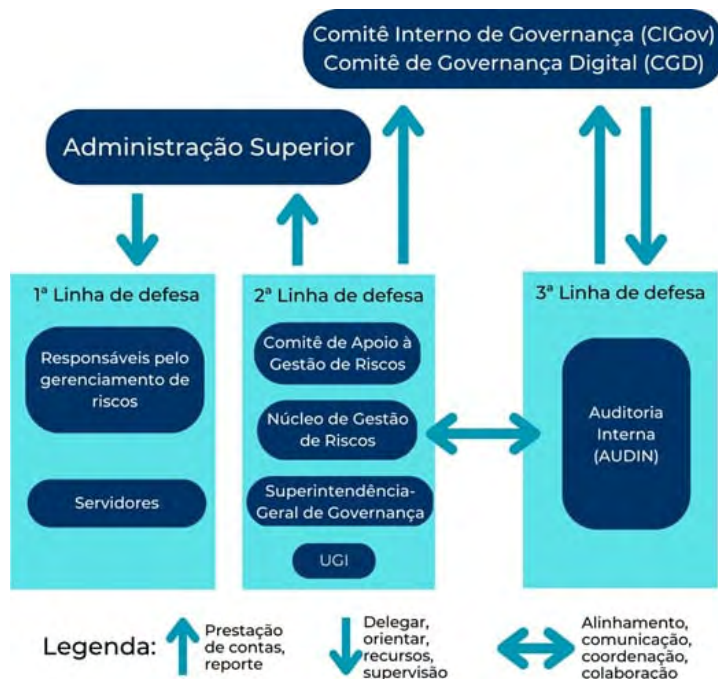 Comitê Interno de Governança (CIGov)
Comitê de Governança Digital (CGD)
Administração Superior
1ª Linha de defesa
Responsáveis pelo
gerenciamento de
riscos
Servidores
2ª Linha de defesa
Comitê de Apoio à
Gestão de Riscos
Núcleo de Gestão
de Riscos
Superintendência-
Geral de Governança
UGI
3ª Linha de defesa
Auditoria
Interna
(AUDIN)
Legenda:
Prestação
de contas,
reporte
Delegar,
orientar,
recursos,
supervisão
Alinhamento,
comunicação,
coordenação,
colaboração